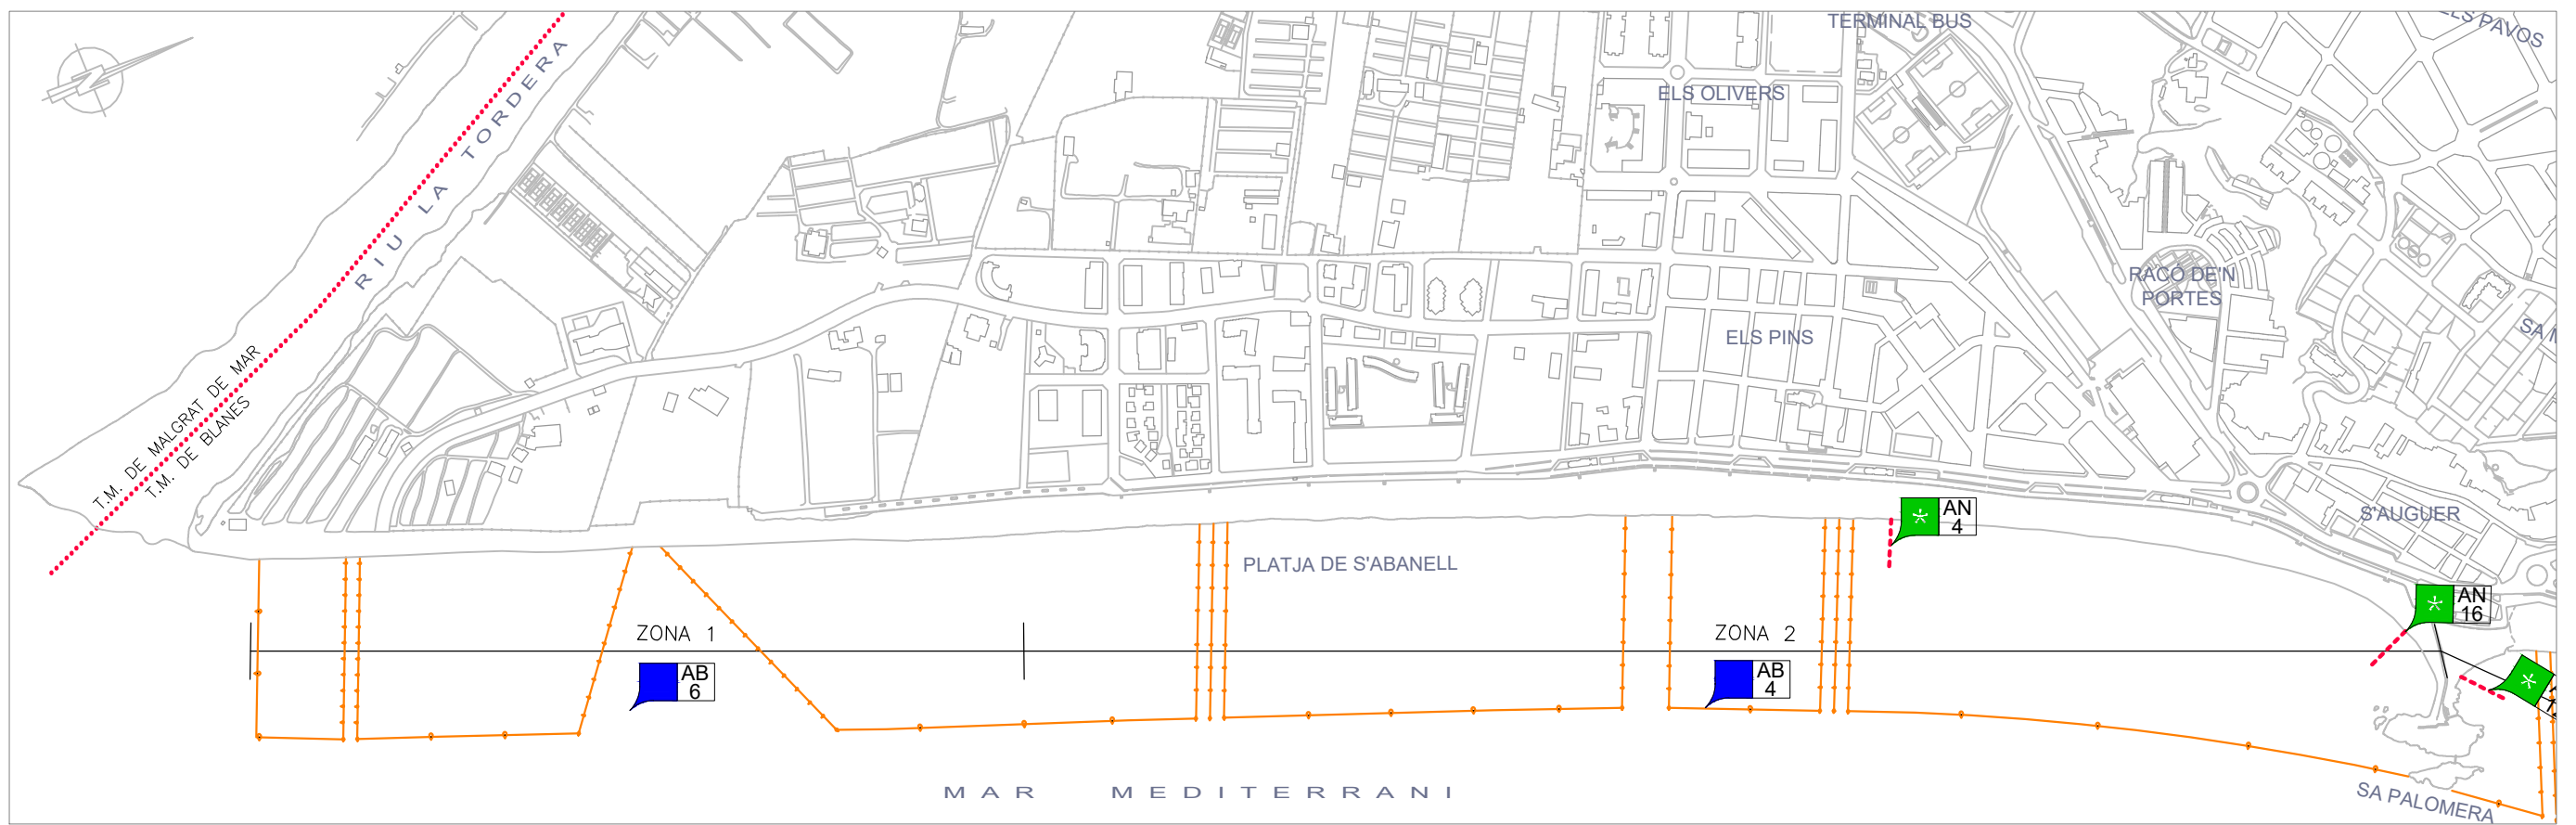 TERMINAL BUS
ELS PAVOS
ELS OLIVERS
RIU LA TORDERA
RACÓ DE'N
PORTES
ELS PINS
T.M. DE MALGRAT DE MAR
T.M. DE BLANES
S'AUGUER
AN
4
PLATJA DE S'ABANELL
AN
16
ZONA 1
ZONA 2
AB
6
AB
4
MAR MEDITERRANI
SA PALOMERA